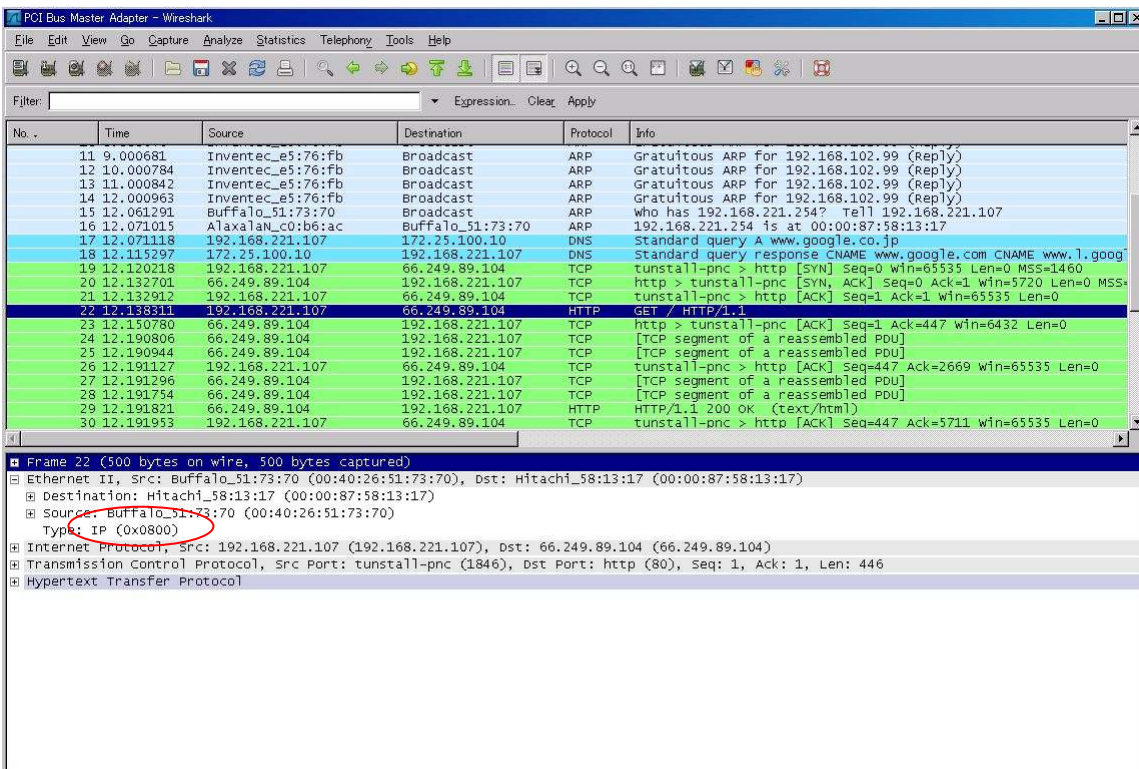 PCI Bus Master Adapter - Wireshark
File Edit View Go Capture Analyze Statistics Telephony Tools Help
Filter: Expression... Clear Apply
No. . Time Source Destination Protocol Info
11 9.000681 Inventec_e5:76:fb Broadcast ARP Gratuitous ARP for 192.168.102.99 (Reply)
12 10.000784 Inventec_e5:76:fb Broadcast ARP Gratuitous ARP for 192.168.102.99 (Reply)
13 11.000842 Inventec_e5:76:fb Broadcast ARP Gratuitous ARP for 192.168.102.99 (Reply)
14 12.000963 Inventec_e5:76:fb Broadcast ARP Gratuitous ARP for 192.168.102.99 (Reply)
15 12.061291 Buffalo_51:73:70 Broadcast ARP Who has 192.168.221.254? Tell 192.168.221.107
16 12.071015 AlaxalaN_c0:b6:ac Buffalo_51:73:70 ARP 192.168.221.254 is at 00:00:87:58:13:17
17 12.071118 192.168.221.107 172.25.100.10 DNS Standard query A www.google.co.jp
18 12.115297 172.25.100.10 192.168.221.107 DNS Standard query response CNAME www.google.com CNAME www.l.goog
19 12.120218 192.168.221.107 66.249.89.104 TCP tunstall-pnc > http [SYN] Seq=0 Win=65535 Len=0 MSS=1460
20 12.132701 66.249.89.104 192.168.221.107 TCP http > tunstall-pnc [SYN, ACK] Seq=0 Ack=1 Win=5720 Len=0 MSS=
21 12.132912 192.168.221.107 66.249.89.104 TCP tunstall-pnc > http [ACK] Seq=1 Ack=1 Win=65535 Len=0
22 12.138311 192.168.221.107 66.249.89.104 HTTP GET / HTTP/1.1
23 12.150780 66.249.89.104 192.168.221.107 TCP http > tunstall-pnc [ACK] Seq=1 Ack=447 Win=6432 Len=0
24 12.190806 66.249.89.104 192.168.221.107 TCP [TCP segment of a reassembled PDU]
25 12.190944 66.249.89.104 192.168.221.107 TCP [TCP segment of a reassembled PDU]
26 12.191127 192.168.221.107 66.249.89.104 TCP tunstall-pnc > http [ACK] Seq=447 Ack=2669 Win=65535 Len=0
27 12.191296 66.249.89.104 192.168.221.107 TCP [TCP segment of a reassembled PDU]
28 12.191754 66.249.89.104 192.168.221.107 TCP [TCP segment of a reassembled PDU]
29 12.191821 66.249.89.104 192.168.221.107 HTTP HTTP/1.1 200 OK (text/html)
30 12.191953 192.168.221.107 66.249.89.104 TCP tunstall-pnc > http [ACK] Seq=447 Ack=5711 Win=65535 Len=0
Frame 22 (500 bytes on wire, 500 bytes captured)
Ethernet II, Src: Buffalo_51:73:70 (00:40:26:51:73:70), Dst: Hitachi_58:13:17 (00:00:87:58:13:17)
Destination: Hitachi_58:13:17 (00:00:87:58:13:17)
Source: Buffalo_51:73:70 (00:40:26:51:73:70)
Type: IP (0x0800)
Internet Protocol, Src: 192.168.221.107 (192.168.221.107), Dst: 66.249.89.104 (66.249.89.104)
Transmission Control Protocol, Src Port: tunstall-pnc (1846), Dst Port: http (80), Seq: 1, Ack: 1, Len: 446
Hypertext Transfer Protocol